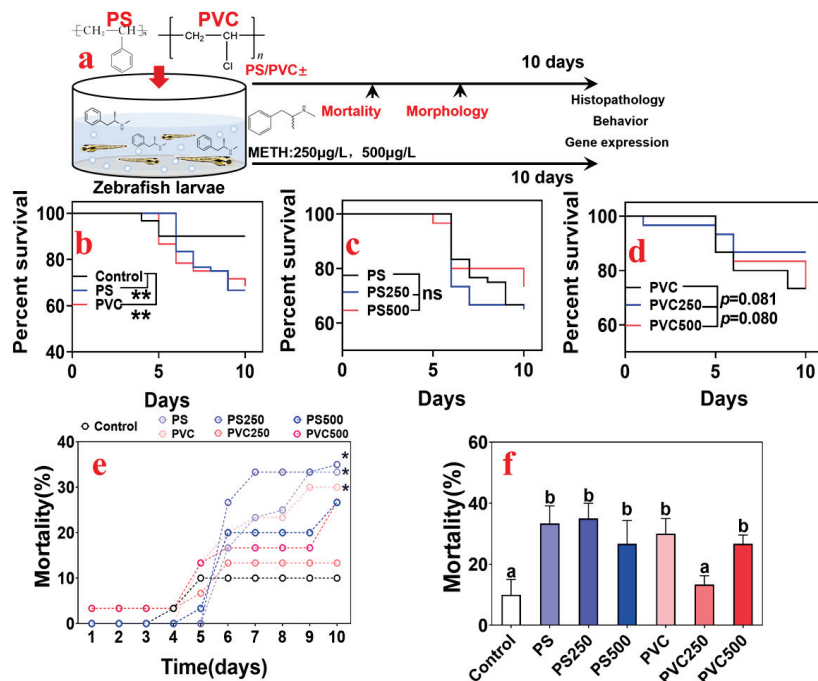 PS
PVC
[CH₂ CH]n
[CH₂ CH]n
Cl
a
PS/PVC±
10 days
Mortality
Morphology
Histopathology
Behavior
Gene expression
METH:250μg/L, 500μg/L
10 days
Zebrafish larvae
b
Percent survival
100
80
60
40
Control
PS
PVC
**
**
0
5
10
Days
c
Percent survival
100
80
60
PS
PS250
PS500
ns
0
5
10
Days
d
Percent survival
100
80
60
PVC
PVC250
PVC500
p=0.081
p=0.080
0
5
10
Days
e
Control
PS
PS250
PS500
PVC
PVC250
PVC500
Mortality(%)
40
30
20
10
0
*
*
*
1 2 3 4 5 6 7 8 9 10
Time(days)
f
Mortality(%)
60
40
20
0
a
b
b
b
b
a
b
Control
PS
PS250
PS500
PVC
PVC250
PVC500